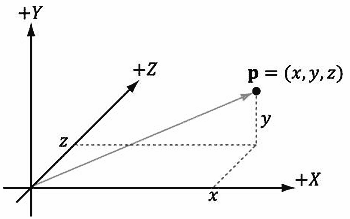 +Y
+Z
𝐩 = (x, y, z)
z
y
x
+X